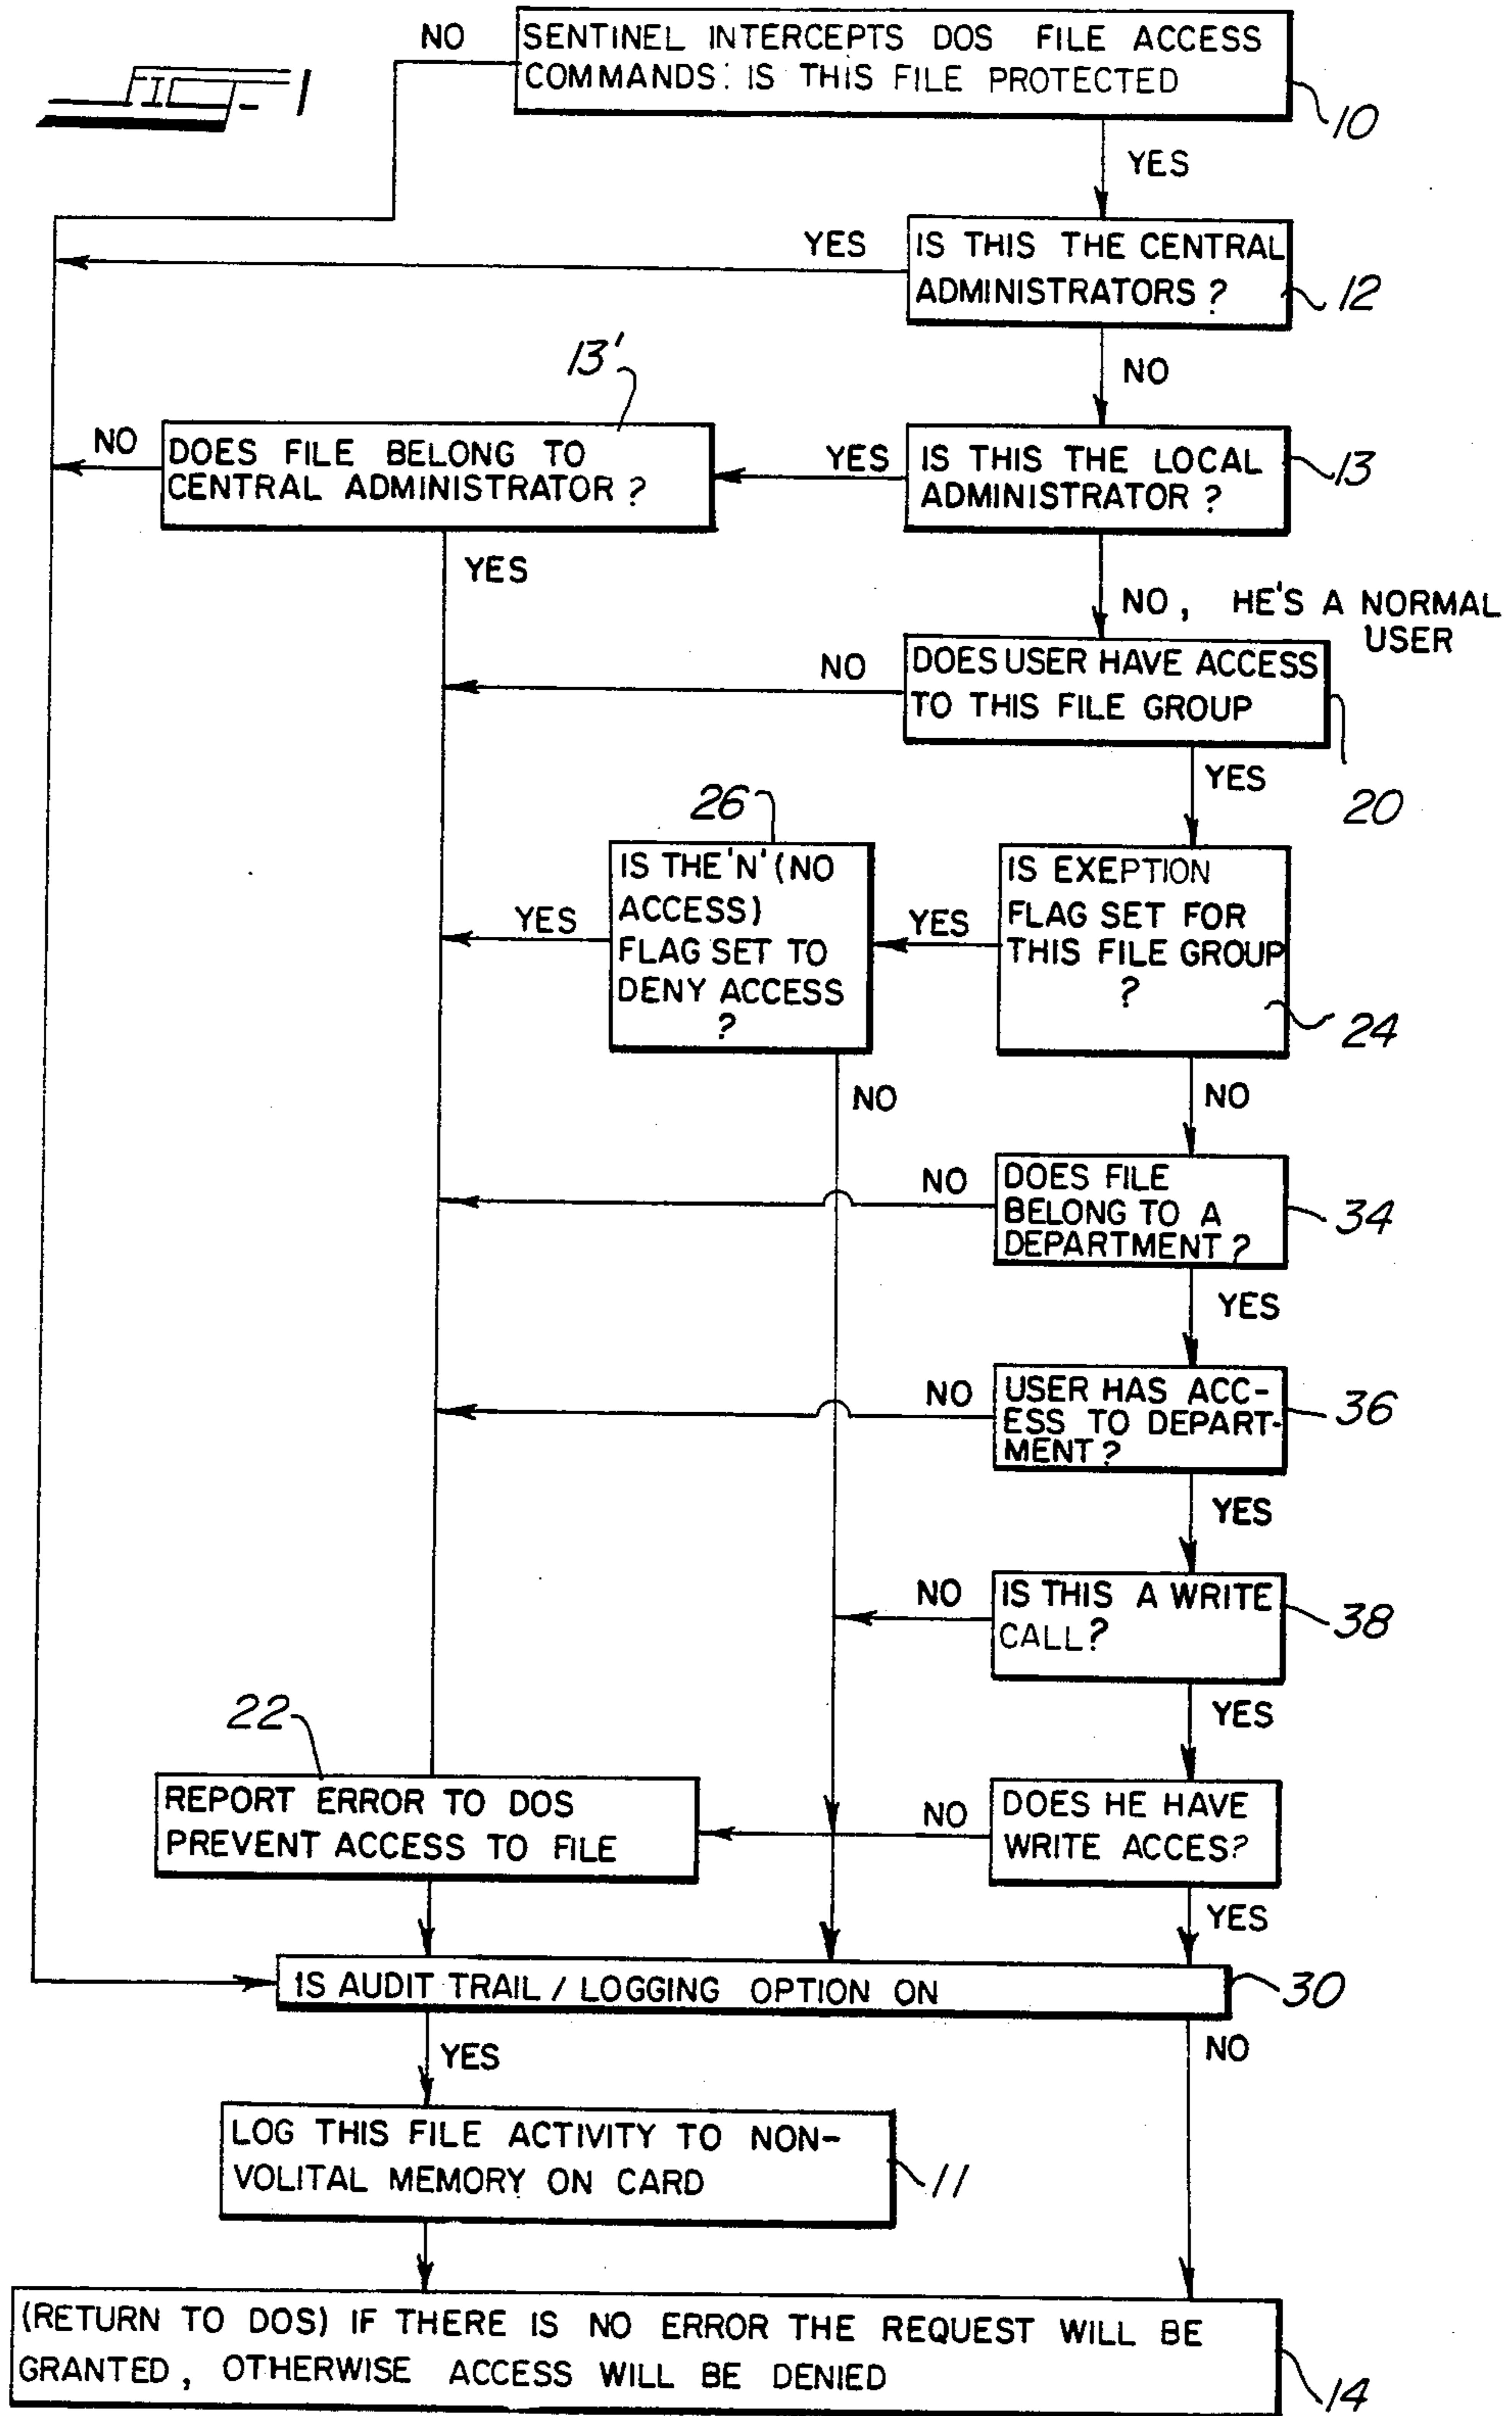 FIG-1
NO
SENTINEL INTERCEPTS DOS FILE ACCESS
COMMANDS: IS THIS FILE PROTECTED
10
YES
YES
IS THIS THE CENTRAL
ADMINISTRATORS ?
12
NO
13'
NO
DOES FILE BELONG TO
CENTRAL ADMINISTRATOR ?
YES
IS THIS THE LOCAL
ADMINISTRATOR ?
13
YES
NO, HE'S A NORMAL
USER
NO
DOES USER HAVE ACCESS
TO THIS FILE GROUP
20
YES
26
YES
IS THE 'N' (NO
ACCESS)
FLAG SET TO
DENY ACCESS
?
YES
IS EXEPTION
FLAG SET FOR
THIS FILE GROUP
?
24
NO
NO
NO
DOES FILE
BELONG TO A
DEPARTMENT ?
34
YES
NO
USER HAS ACC-
ESS TO DEPART-
MENT ?
36
YES
NO
IS THIS A WRITE
CALL ?
38
YES
22
REPORT ERROR TO DOS
PREVENT ACCESS TO FILE
NO
DOES HE HAVE
WRITE ACCES?
YES
IS AUDIT TRAIL / LOGGING OPTION ON
30
YES
NO
LOG THIS FILE ACTIVITY TO NON-
VOLITAL MEMORY ON CARD
11
(RETURN TO DOS) IF THERE IS NO ERROR THE REQUEST WILL BE
GRANTED, OTHERWISE ACCESS WILL BE DENIED
14